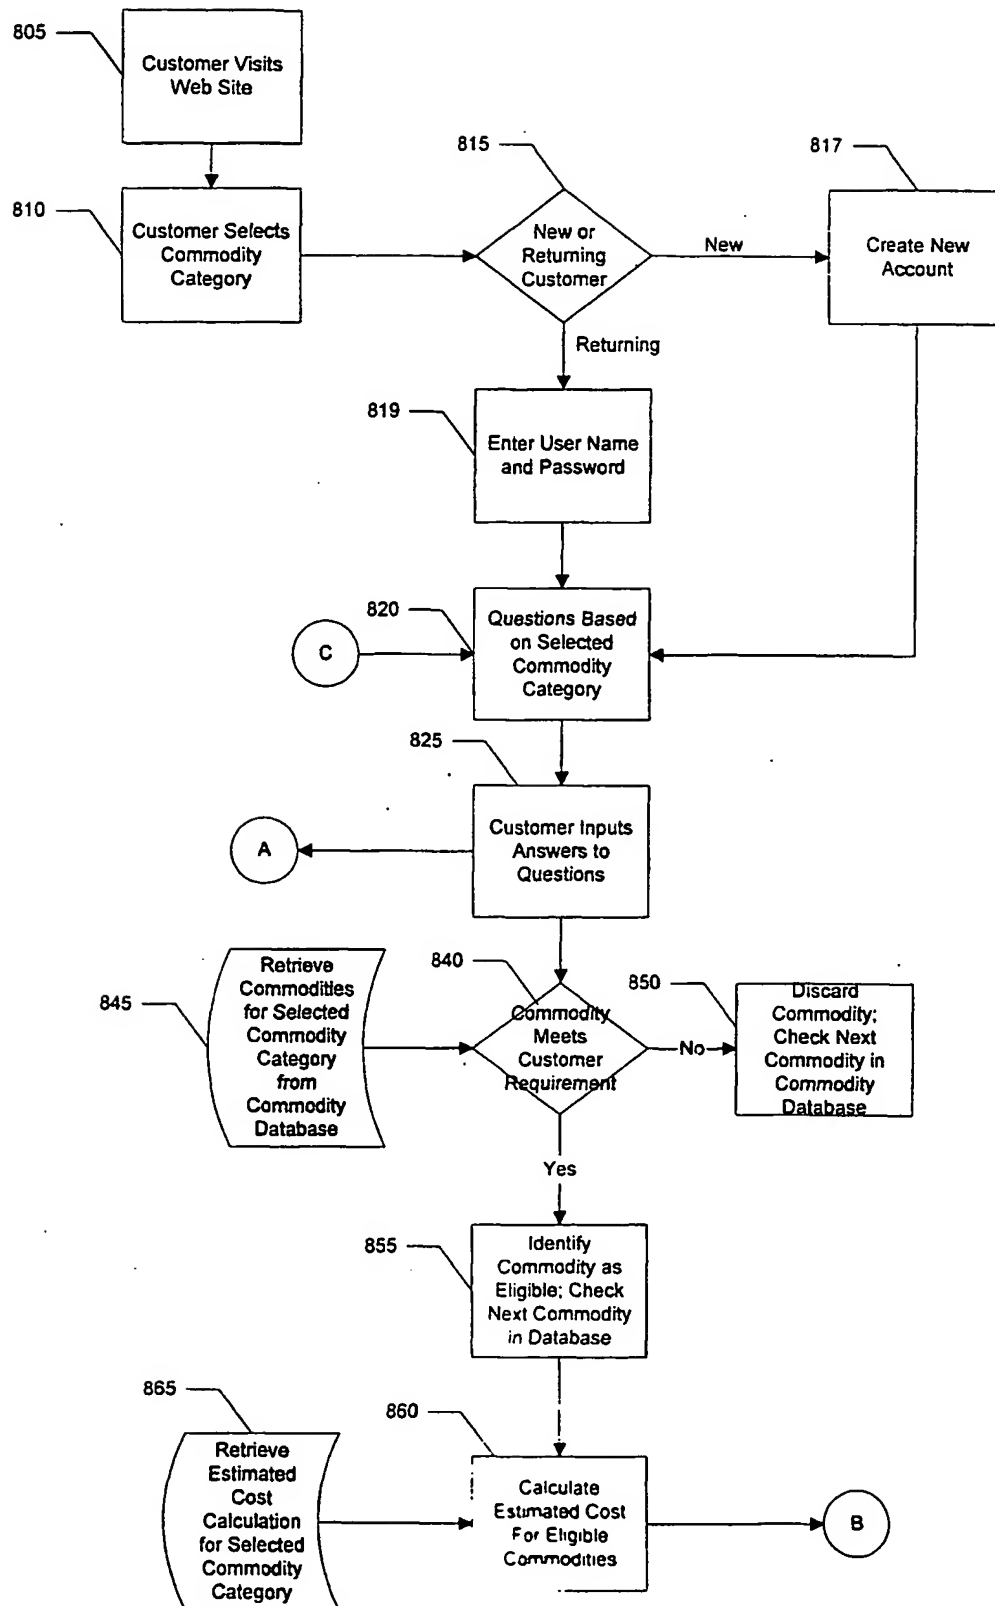 805
Customer Visits
Web Site
815
817
810
Customer Selects
Commodity
Category
New or
Returning
Customer
New
Create New
Account
Returning
819
Enter User Name
and Password
820
Questions Based
on Selected
Commodity
Category
C
825
Customer Inputs
Answers to
Questions
A
840
845
Retrieve
Commodities
for Selected
Commodity
Category
from
Commodity
Database
Commodity
Meets
Customer
Requirement
No
850
Discard
Commodity;
Check Next
Commodity in
Commodity
Database
Yes
855
Identify
Commodity as
Eligible; Check
Next Commodity
in Database
865
860
Retrieve
Estimated
Cost
Calculation
for Selected
Commodity
Category
Calculate
Estimated Cost
For Eligible
Commodities
B